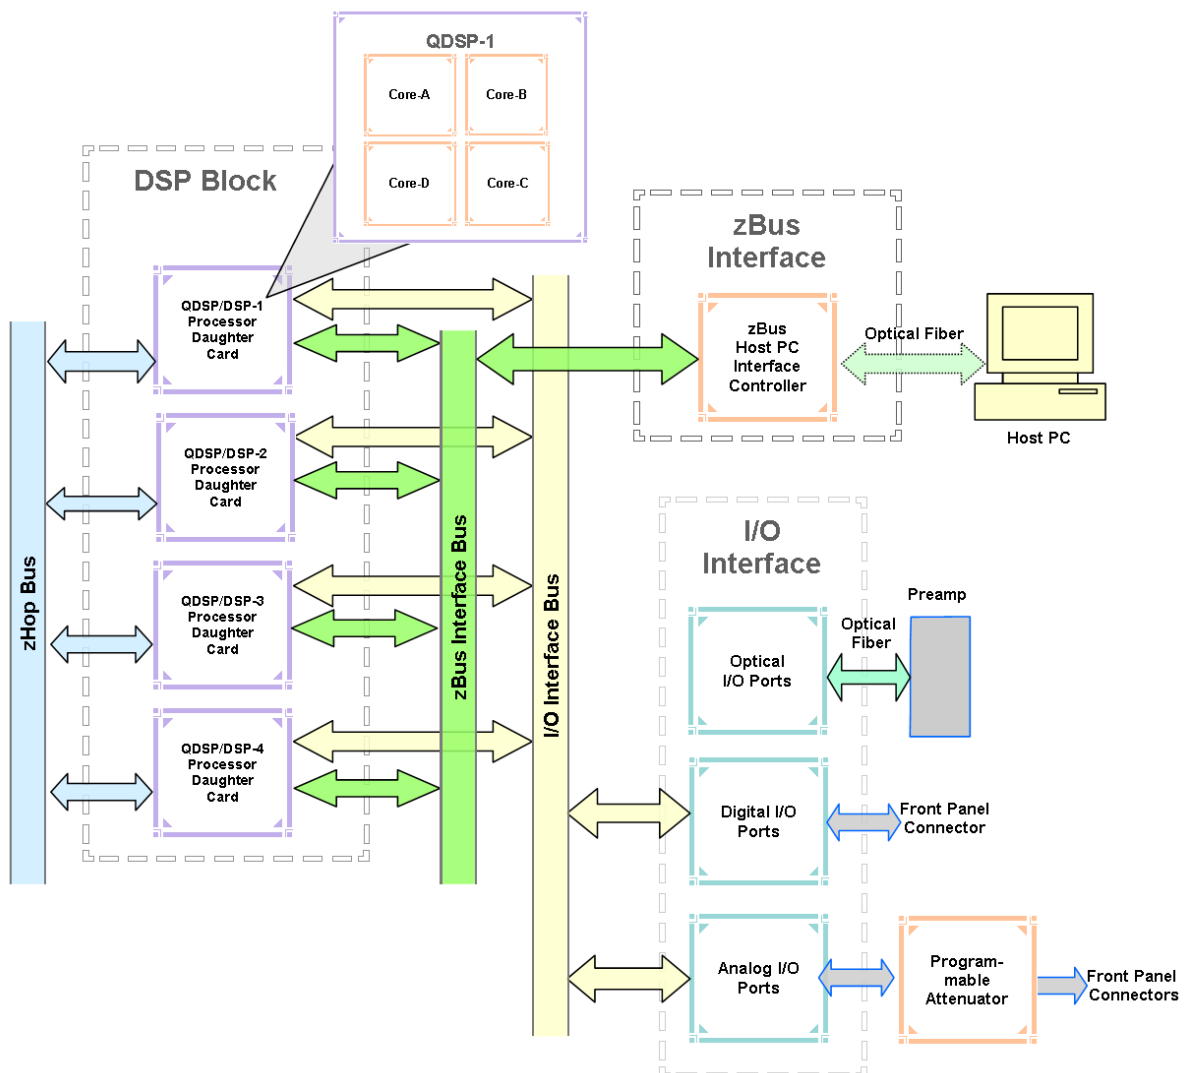 QDSP-1
Core-A
Core-B
Core-D
Core-C
DSP Block
QDSP/DSP-1
Processor
Daughter
Card
QDSP/DSP-2
Processor
Daughter
Card
QDSP/DSP-3
Processor
Daughter
Card
QDSP/DSP-4
Processor
Daughter
Card
zHop Bus
zBus Interface Bus
I/O Interface Bus
zBus
Interface
zBus
Host PC
Interface
Controller
Optical Fiber
Host PC
I/O
Interface
Optical
I/O Ports
Optical
Fiber
Preamp
Digital I/O
Ports
Front Panel
Connector
Analog I/O
Ports
Program-
mable
Attenuator
Front Panel
Connectors